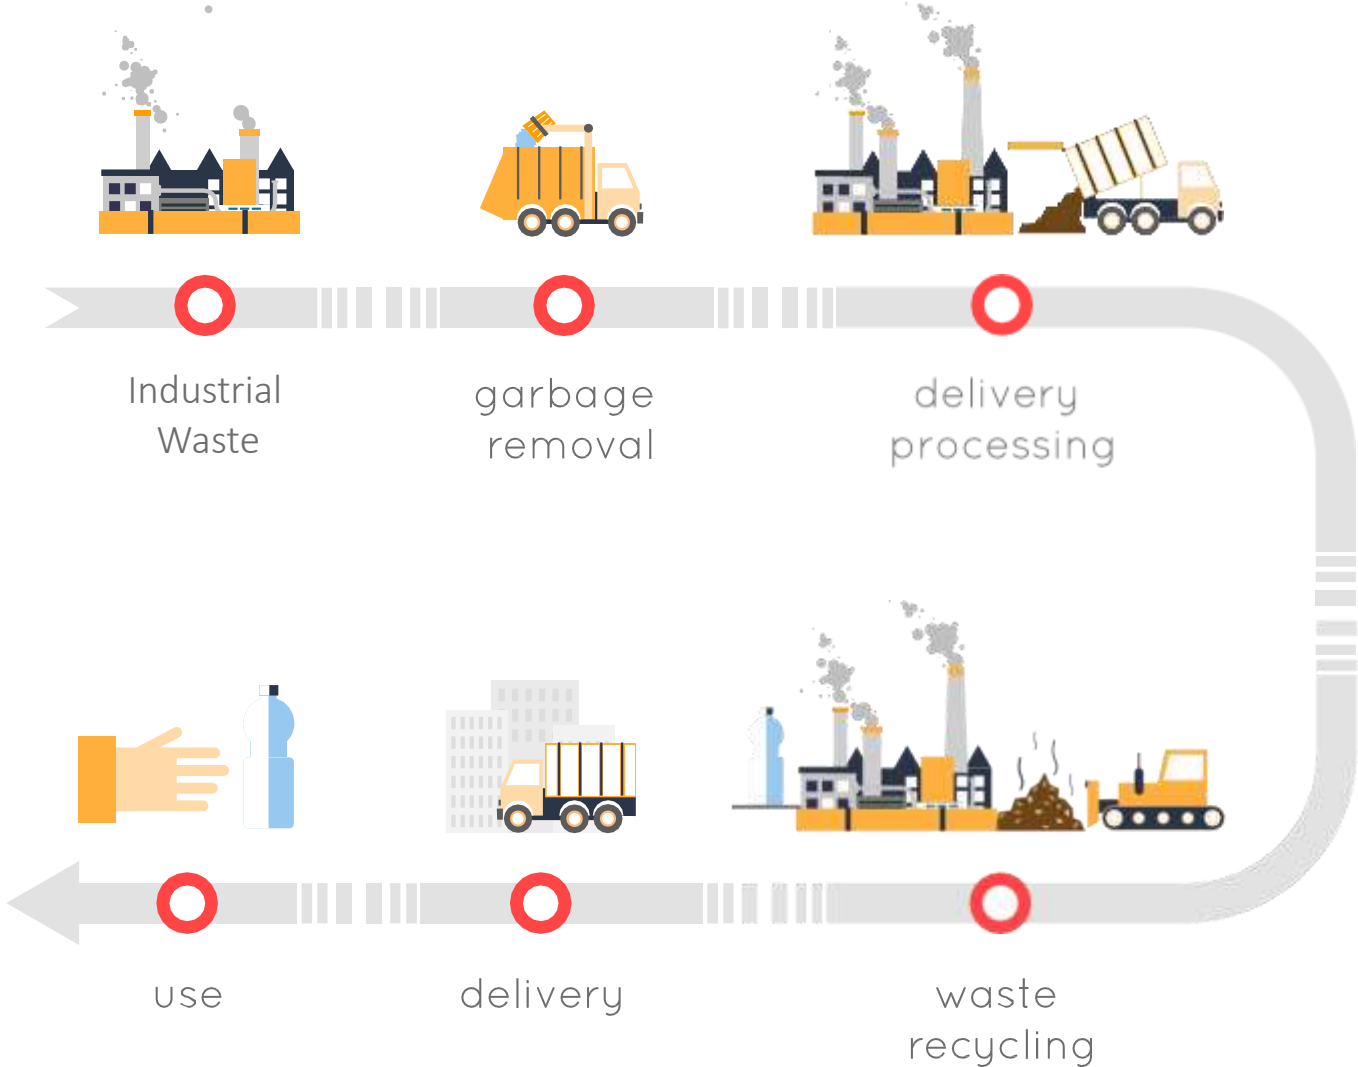 Industrial
Waste
garbage
removal
delivery
processing
use
delivery
waste
recycling